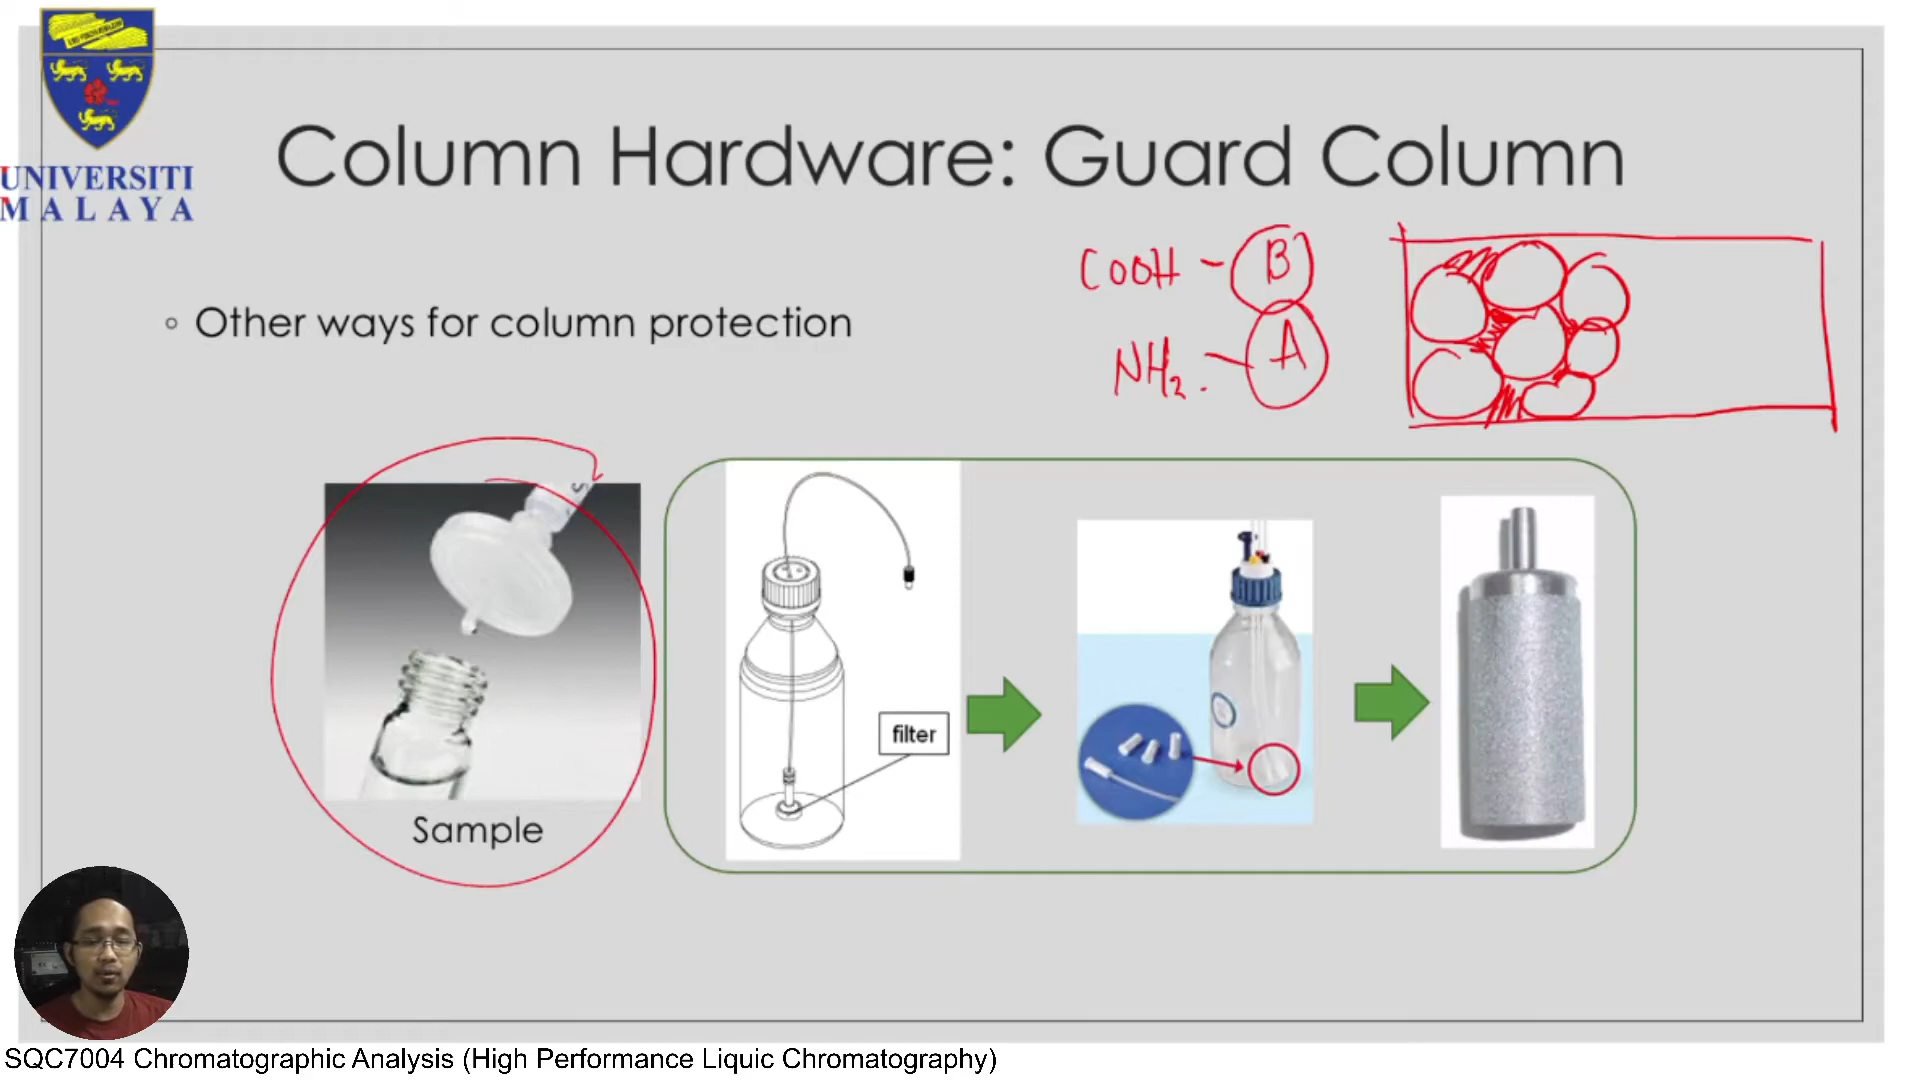 UNIVERSITI
MALAYA
Column Hardware: Guard Column
COOH - B
NH₂. - A
◦ Other ways for column protection
filter
Sample
SQC7004 Chromatographic Analysis (High Performance Liquic Chromatography)